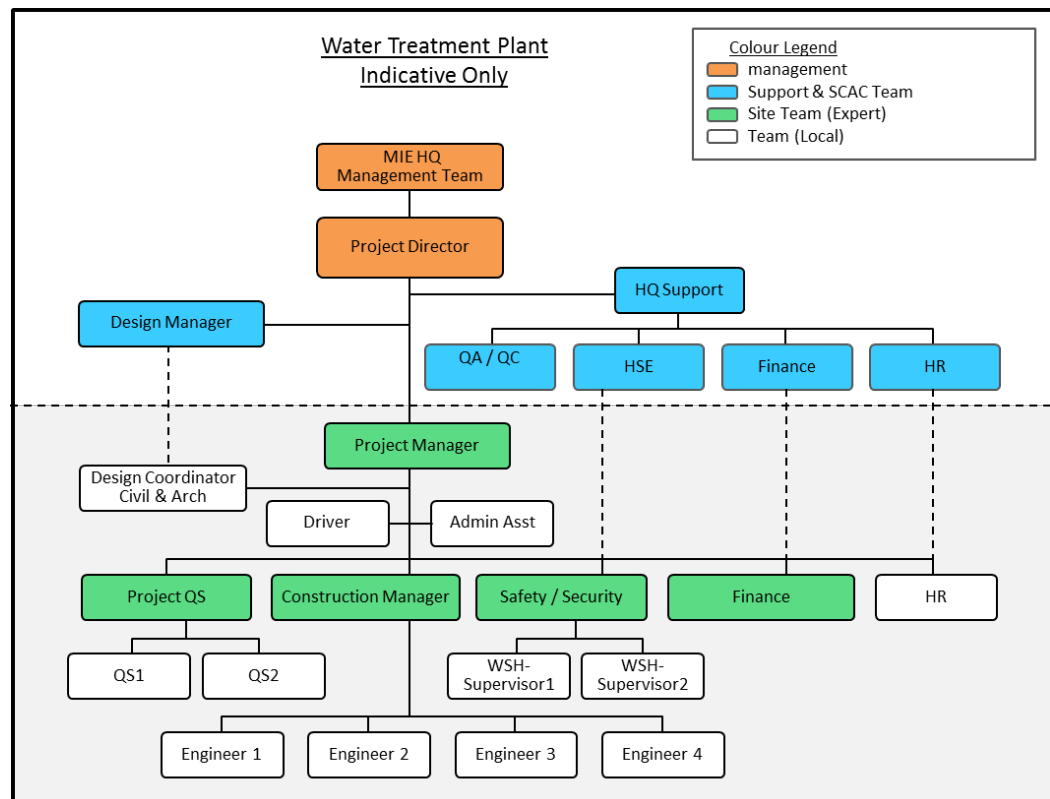 Water Treatment Plant
Indicative Only
Colour Legend
management
Support & SCAC Team
Site Team (Expert)
Team (Local)
MIE HQ
Management Team
Project Director
HQ Support
Design Manager
QA / QC
HSE
Finance
HR
Project Manager
Design Coordinator
Civil & Arch
Driver
Admin Asst
Project QS
Construction Manager
Safety / Security
Finance
HR
QS1
QS2
WSH-
Supervisor1
WSH-
Supervisor2
Engineer 1
Engineer 2
Engineer 3
Engineer 4